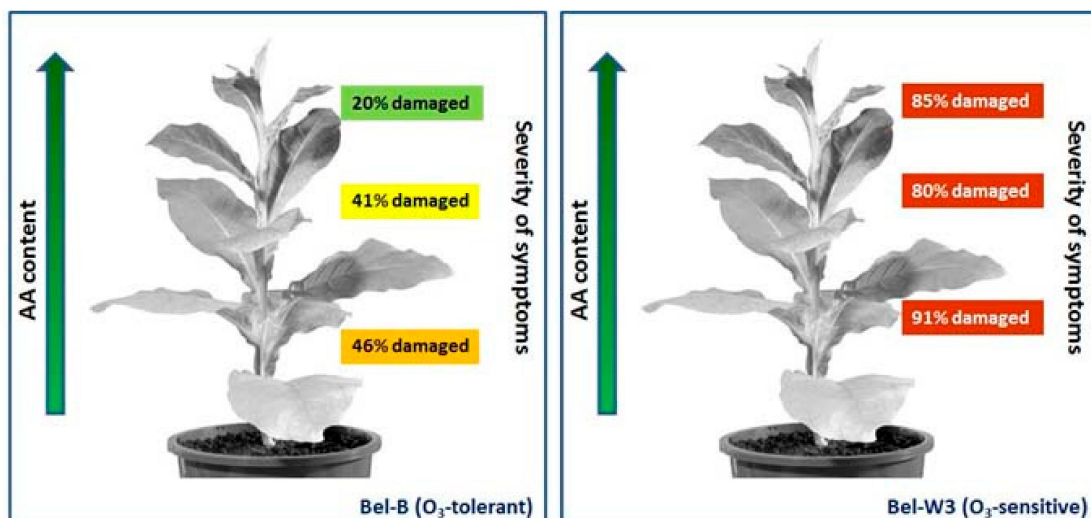 AA content
20% damaged
41% damaged
46% damaged
Severity of symptoms
Bel-B (O₃-tolerant)
AA content
85% damaged
80% damaged
91% damaged
Severity of symptoms
Bel-W3 (O₃-sensitive)